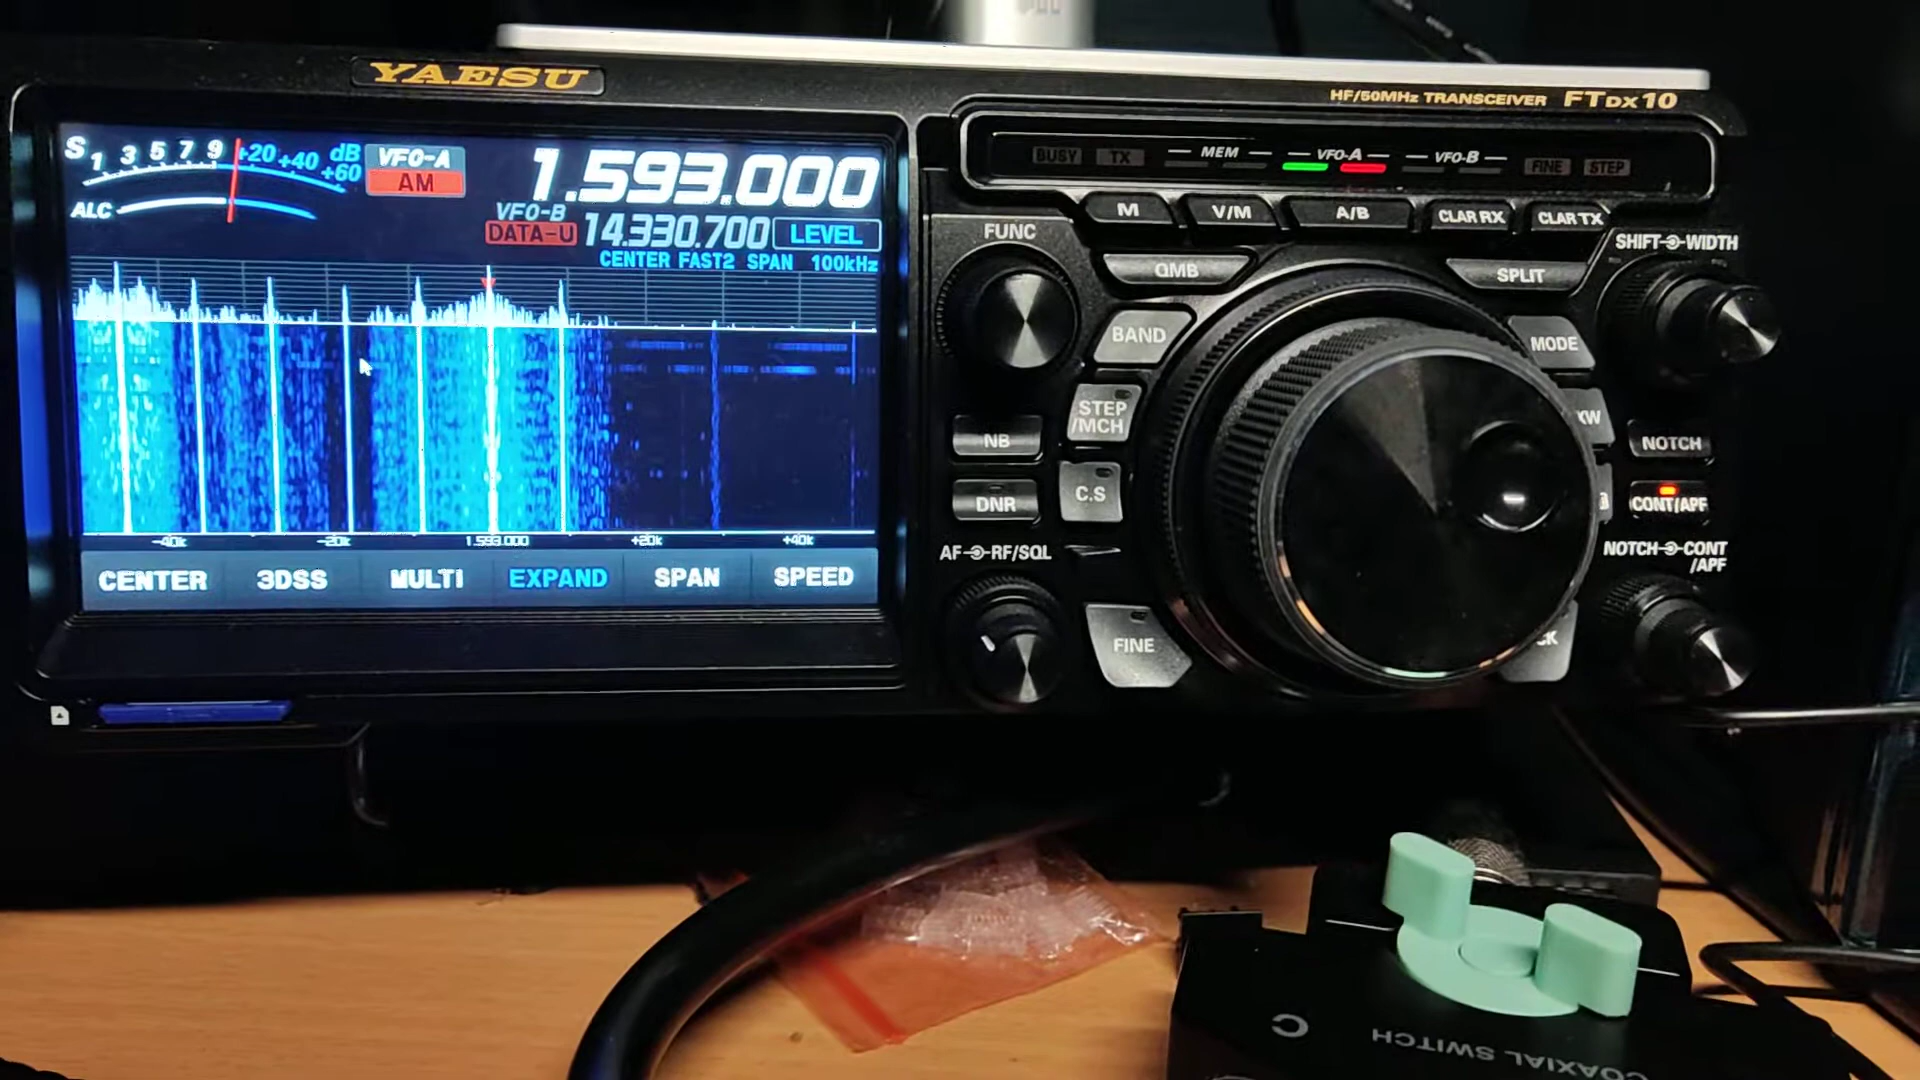 YAESU
HF/50MHz TRANSCEIVER FTDX10
S 1 3 5 7 9 +20 +40 +60 dB
ALC
VFO-A
AM
1.593.000
VFO-B
DATA-U
14.330.700
LEVEL
CENTER FAST2 SPAN 100kHz
-40k -20k 1.593.000 +20k +40k
CENTER 3DSS MULTI EXPAND SPAN SPEED
BUSY TX MEM VFO-A VFO-B FINE STEP
M V/M A/B CLAR RX CLAR TX
FUNC
SHIFT WIDTH
QMB SPLIT
BAND MODE
STEP
/MCH
NB NOTCH
C.S
DNR CONT/APF
AF RF/SQL
NOTCH CONT
/APF
FINE
C
COAXIAL SWITCH